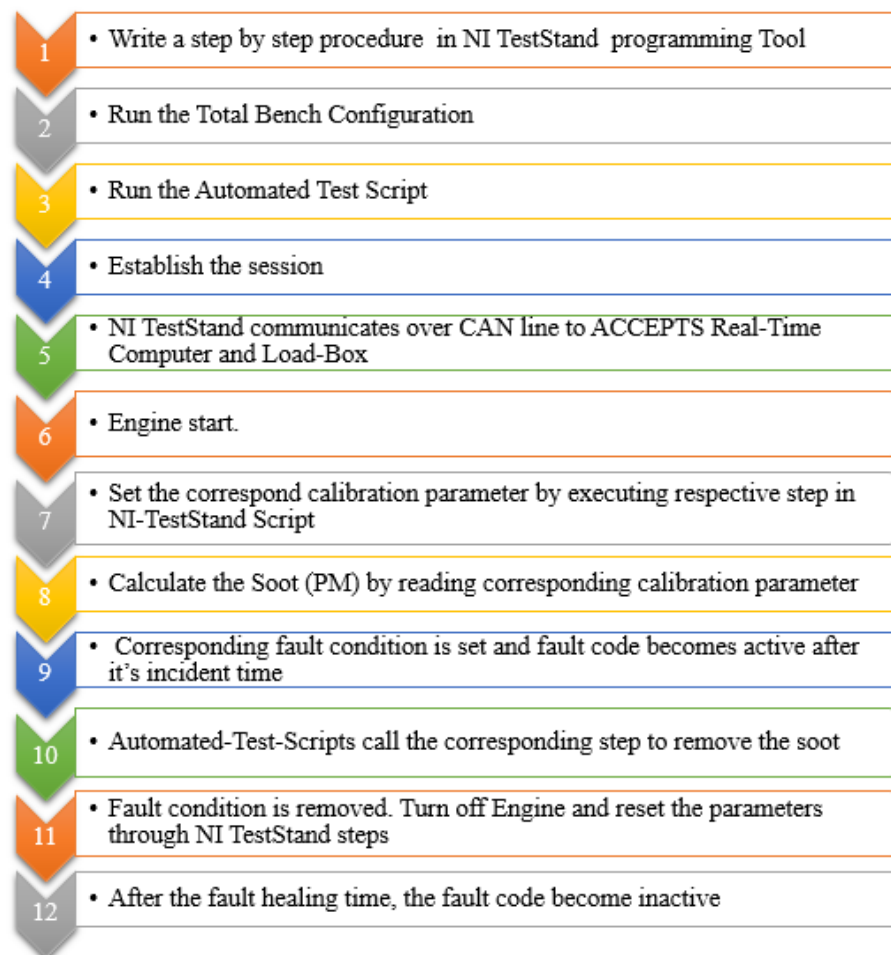 1
• Write a step by step procedure in NI TestStand programming Tool
2
• Run the Total Bench Configuration
3
• Run the Automated Test Script
4
• Establish the session
5
• NI TestStand communicates over CAN line to ACCEPTS Real-Time
Computer and Load-Box
6
• Engine start.
7
• Set the correspond calibration parameter by executing respective step in
NI-TestStand Script
8
• Calculate the Soot (PM) by reading corresponding calibration parameter
9
• Corresponding fault condition is set and fault code becomes active after
it’s incident time
10
• Automated-Test-Scripts call the corresponding step to remove the soot
11
• Fault condition is removed. Turn off Engine and reset the parameters
through NI TestStand steps
12
• After the fault healing time, the fault code become inactive